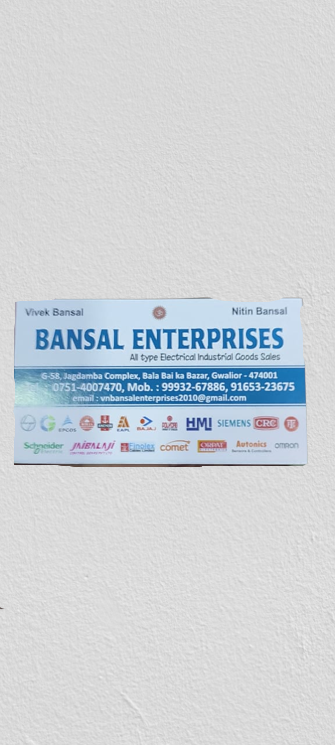 Vivek Bansal
Nitin Bansal
BANSAL ENTERPRISES
All type Electrical Industrial Goods Sales
G-58, Jagdamba Complex, Bala Bai ka Bazar, Gwalior - 474001
: 0751-4007470, Mob. : 99932-67886, 91653-23675
email : vnbansalenterprises2010@gmail.com
EPCOS EAPL BAJAJ HMI SIEMENS CRC
Schneider Electric JAIBALAJI Finolex comet Autonics OMRON